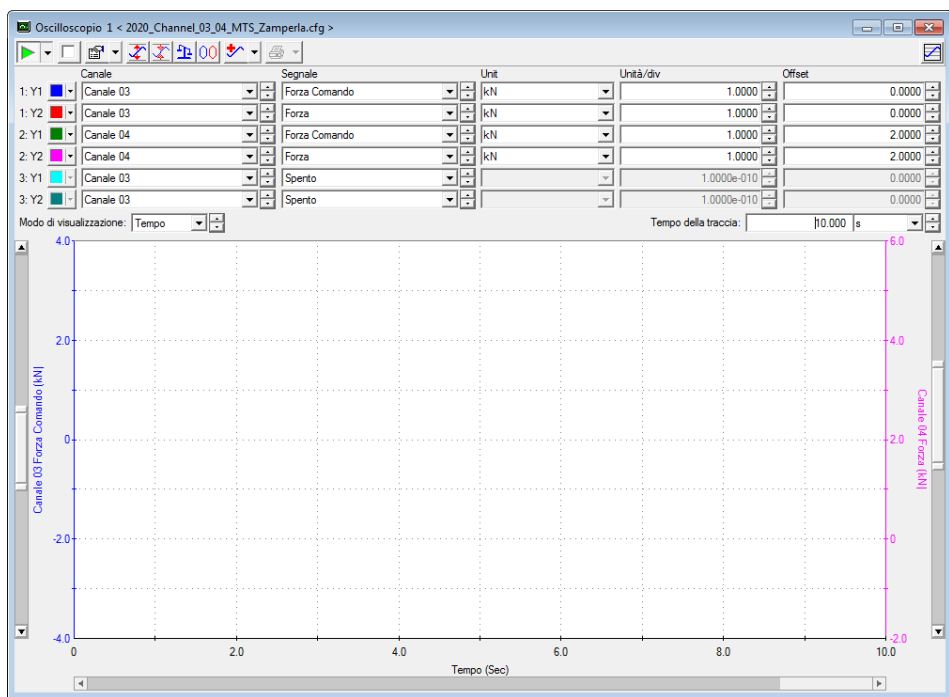 Oscilloscopio 1 < 2020_Channel_03_04_MTS_Zamperla.cfg >
Canale Segnale Unit Unità/div Offset
1: Y1 Canale 03 Forza Comando kN 1.0000 0.0000
1: Y2 Canale 03 Forza kN 1.0000 0.0000
2: Y1 Canale 04 Forza Comando kN 1.0000 2.0000
2: Y2 Canale 04 Forza kN 1.0000 2.0000
3: Y1 Canale 03 Spento 1.0000e-010 0.0000
3: Y2 Canale 03 Spento 1.0000e-010 0.0000
Modo di visualizzazione: Tempo Tempo della traccia: 10.000 s
4.0 6.0
2.0 4.0
0 2.0
-2.0 0
-4.0 -2.0
Canale 03 Forza Comando (kN)
Canale 04 Forza (kN)
0 2.0 4.0 6.0 8.0 10.0
Tempo (Sec)